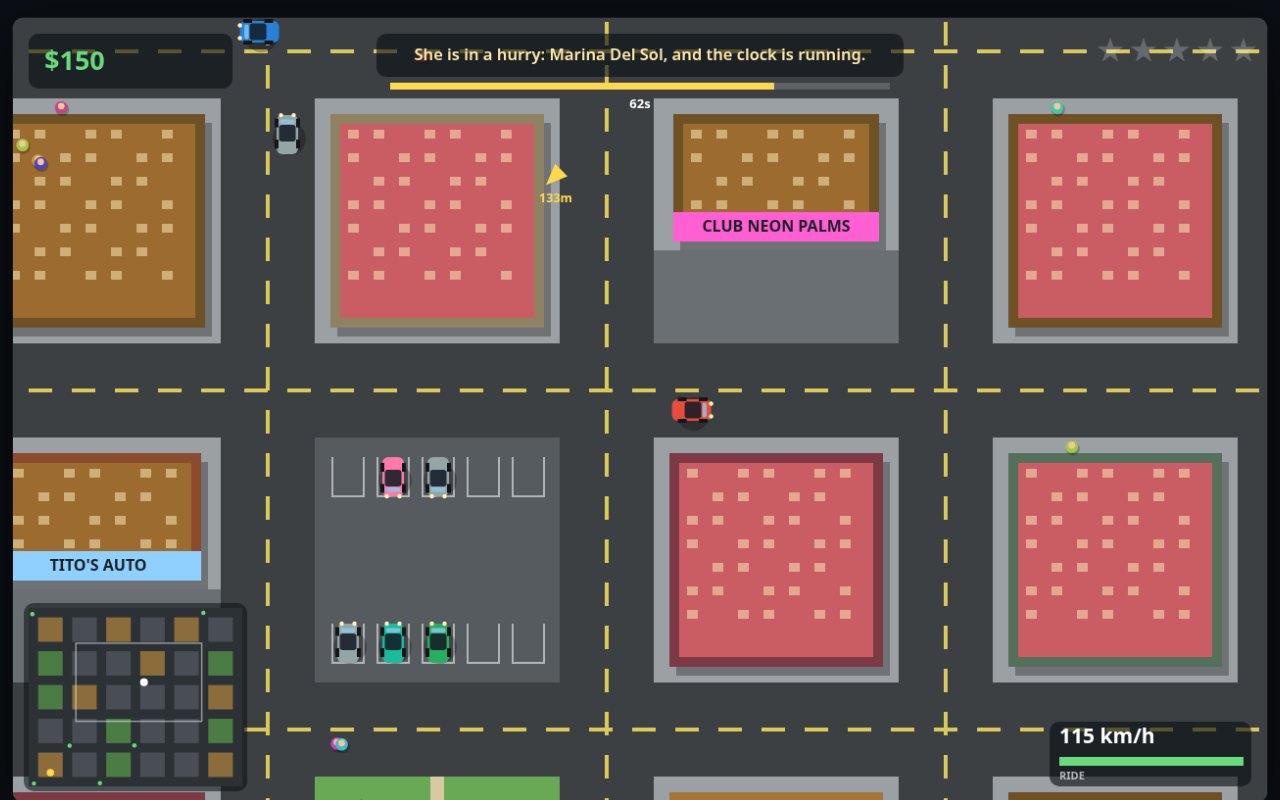 $150
She is in a hurry: Marina Del Sol, and the clock is running.
62s
133m
CLUB NEON PALMS
TITO'S AUTO
115 km/h
RIDE